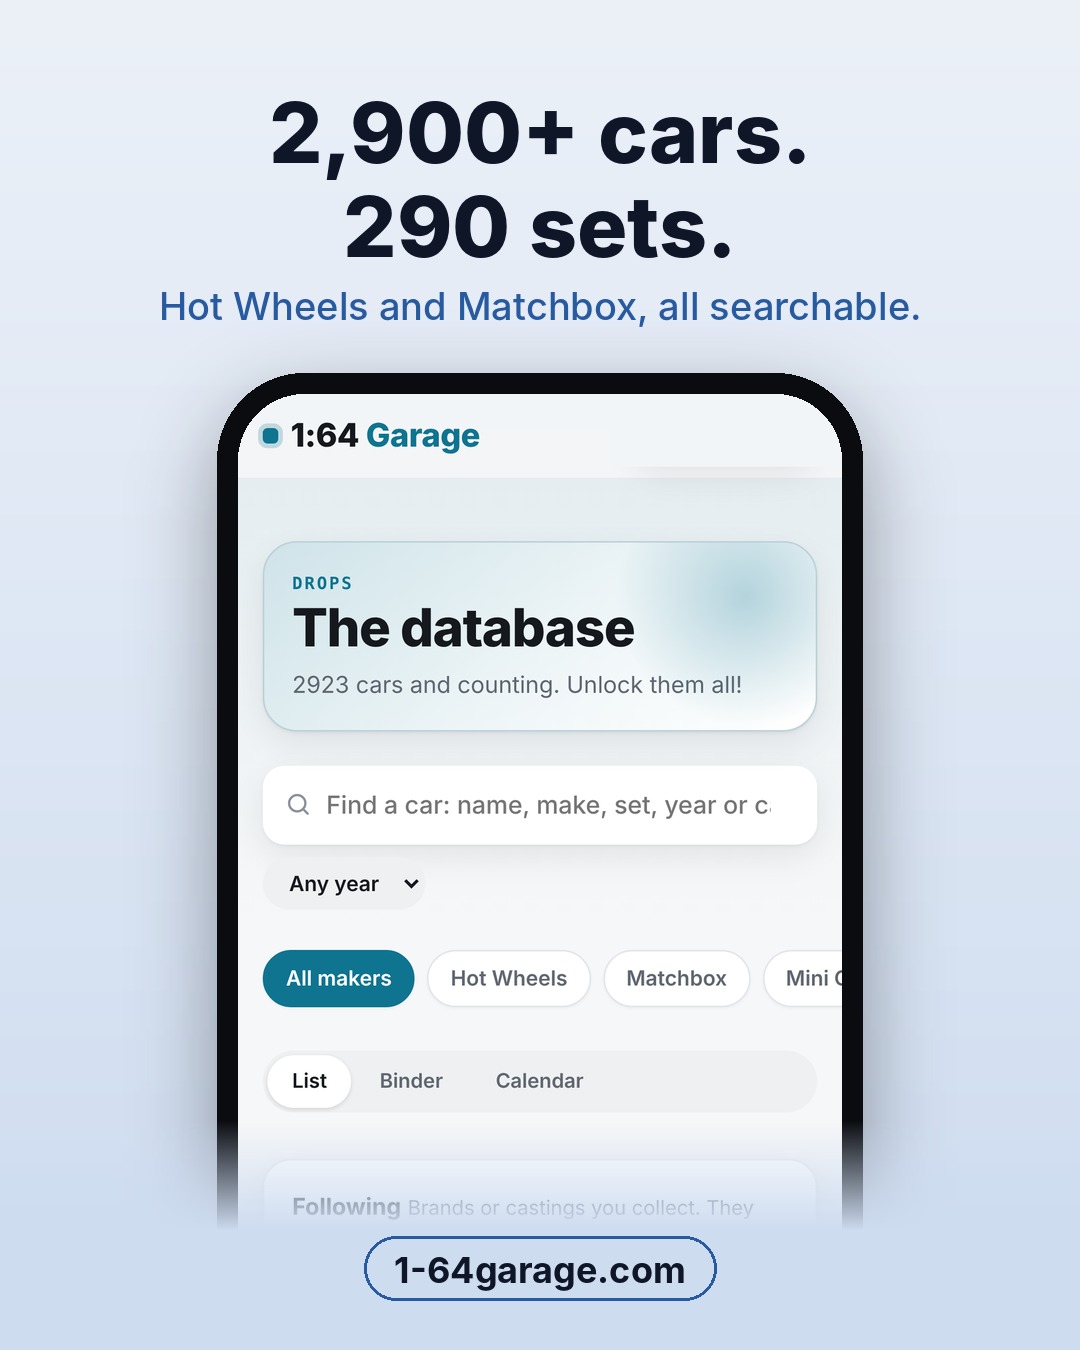 2,900+ cars.
290 sets.
Hot Wheels and Matchbox, all searchable.
1:64 Garage
DROPS
The database
2923 cars and counting. Unlock them all!
Find a car: name, make, set, year or
Any year
All makers
Hot Wheels
Matchbox
Mini
List
Binder
Calendar
Following Brands or castings you collect. They
1-64garage.com